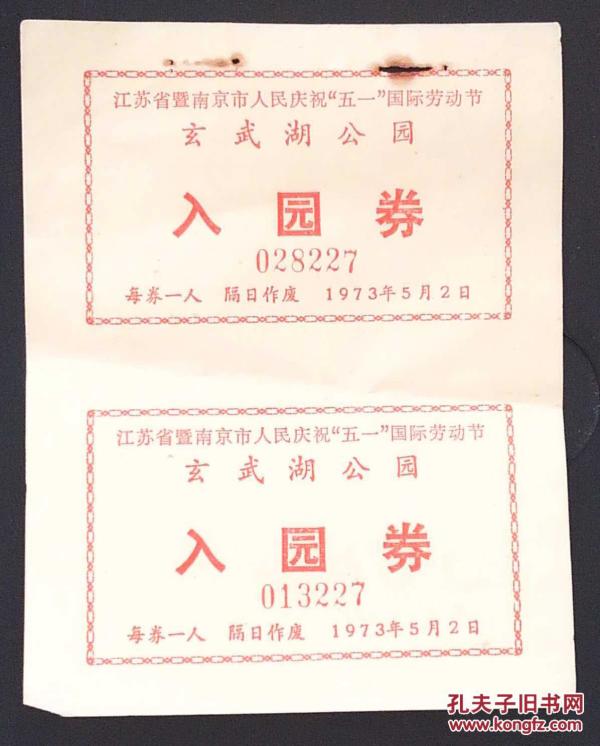 江苏省暨南京市人民庆祝“五一”国际劳动节
玄武湖公园
入园券
028227
每券一人 隔日作废 1973年5月2日
江苏省暨南京市人民庆祝“五一”国际劳动节
玄武湖公园
入园券
013227
每券一人 隔日作废 1973年5月2日
孔夫子旧书网
www.kongfz.com